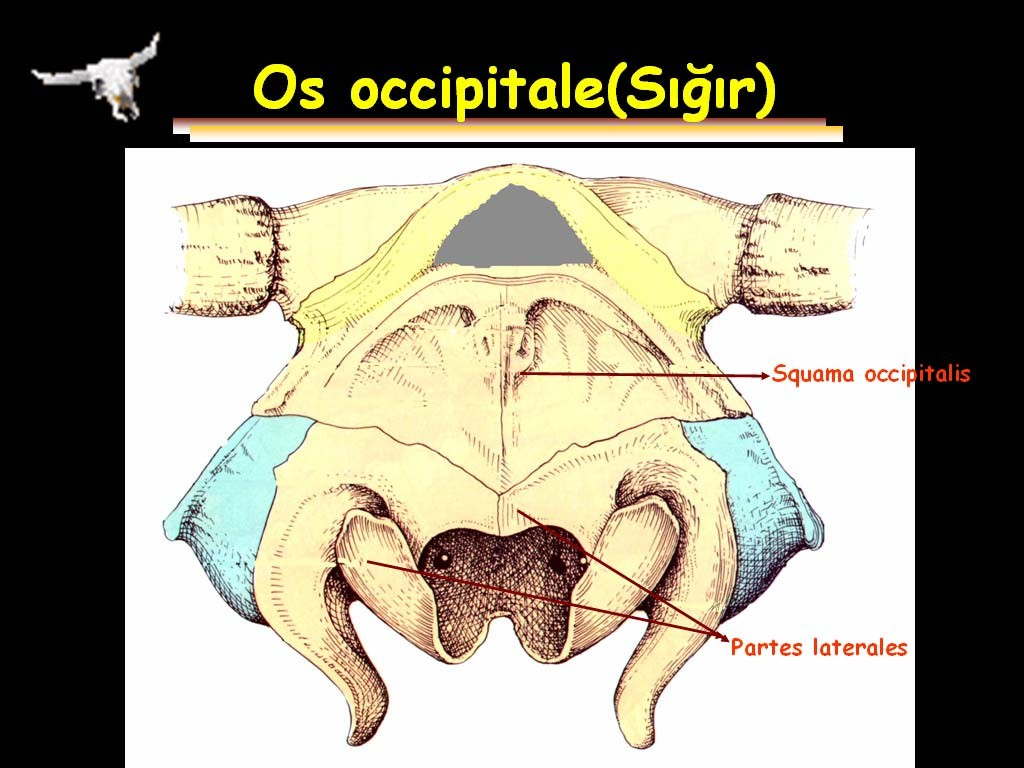 Os occipitale(Sığır)
Squama occipitalis
Partes laterales